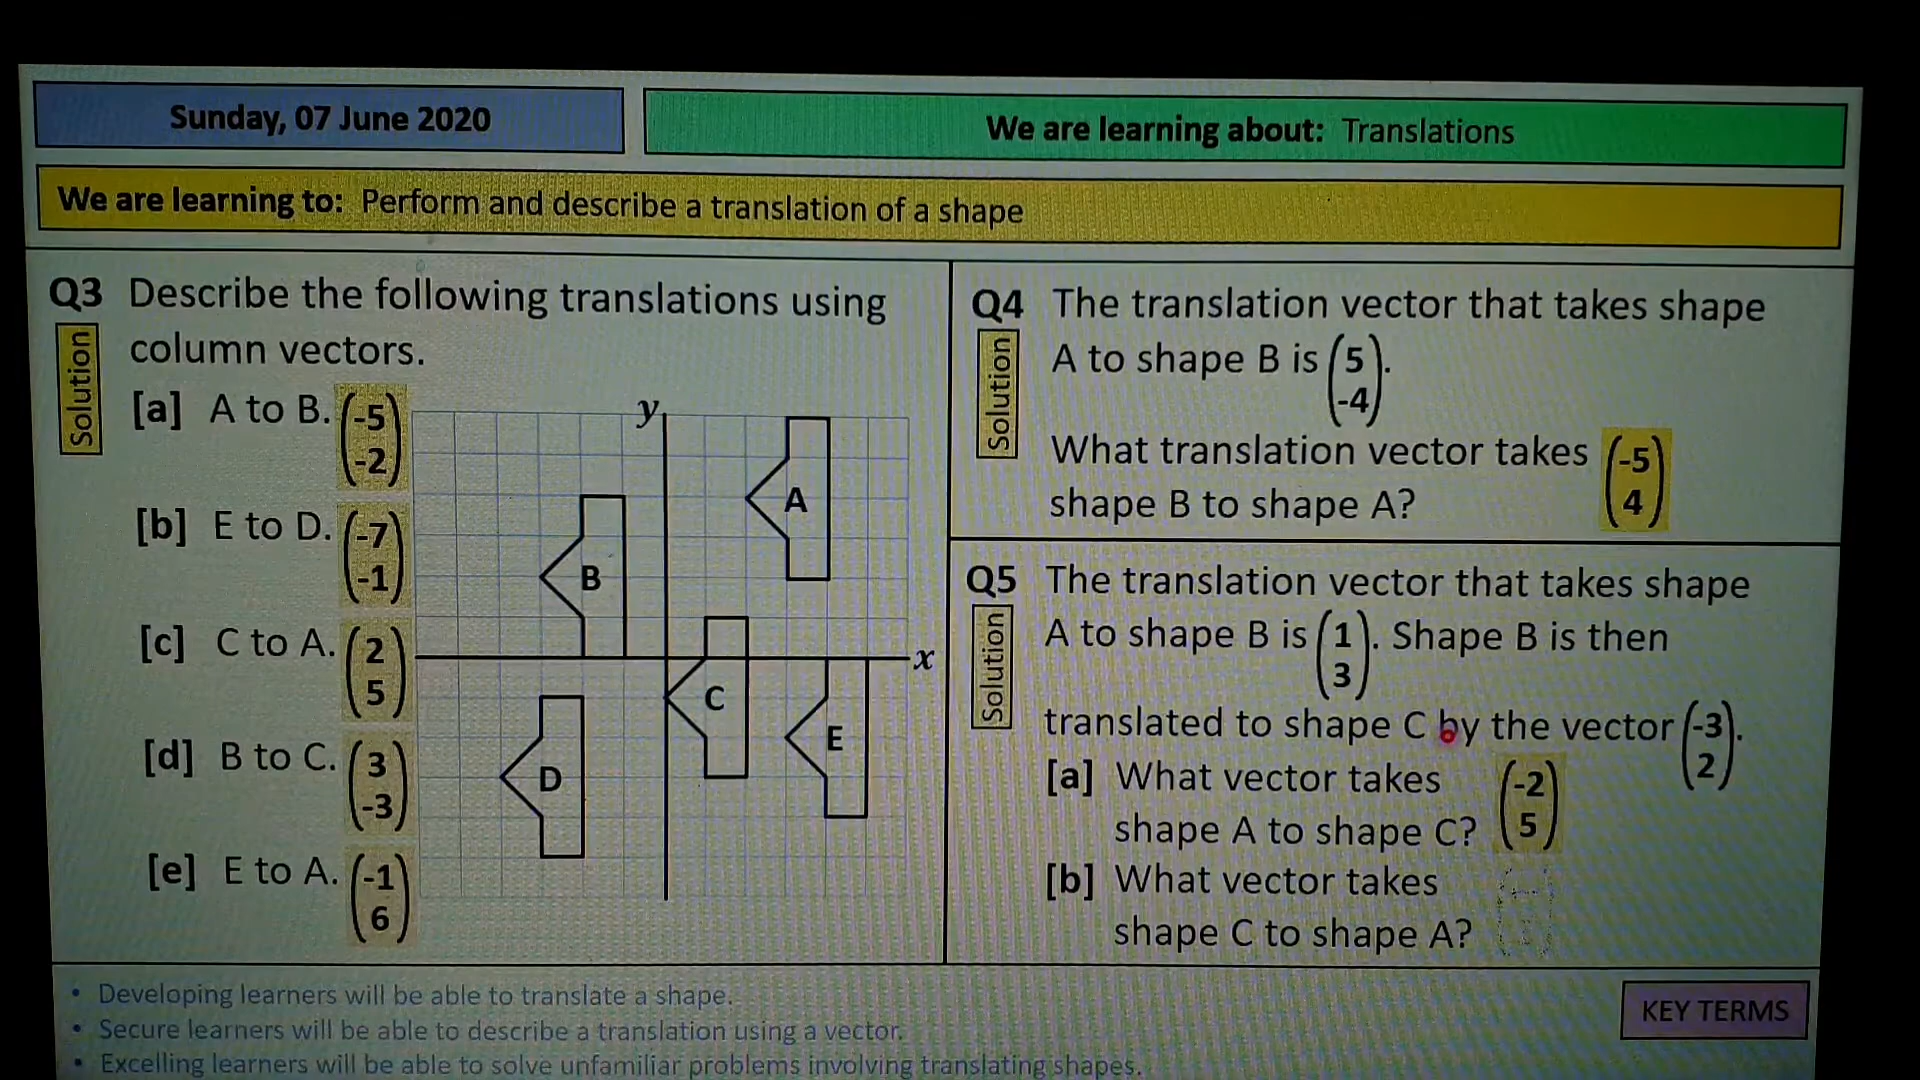 Sunday, 07 June 2020
We are learning about: Translations
We are learning to: Perform and describe a translation of a shape
Q3 Describe the following translations using
column vectors.
Solution
[a] A to B. (-5
-2)
[b] E to D. (-7
-1)
[c] C to A. (2
5)
[d] B to C. (3
-3)
[e] E to A. (-1
6)
y
x
A
B
C
D
E
Q4 The translation vector that takes shape
Solution
A to shape B is (5
-4).
What translation vector takes
shape B to shape A?
(-5
4)
Q5 The translation vector that takes shape
Solution
A to shape B is (1
3). Shape B is then
translated to shape C by the vector (-3
2).
[a] What vector takes
shape A to shape C?
(-2
5)
[b] What vector takes
shape C to shape A?
• Developing learners will be able to translate a shape.
• Secure learners will be able to describe a translation using a vector.
• Excelling learners will be able to solve unfamiliar problems involving translating shapes.
KEY TERMS